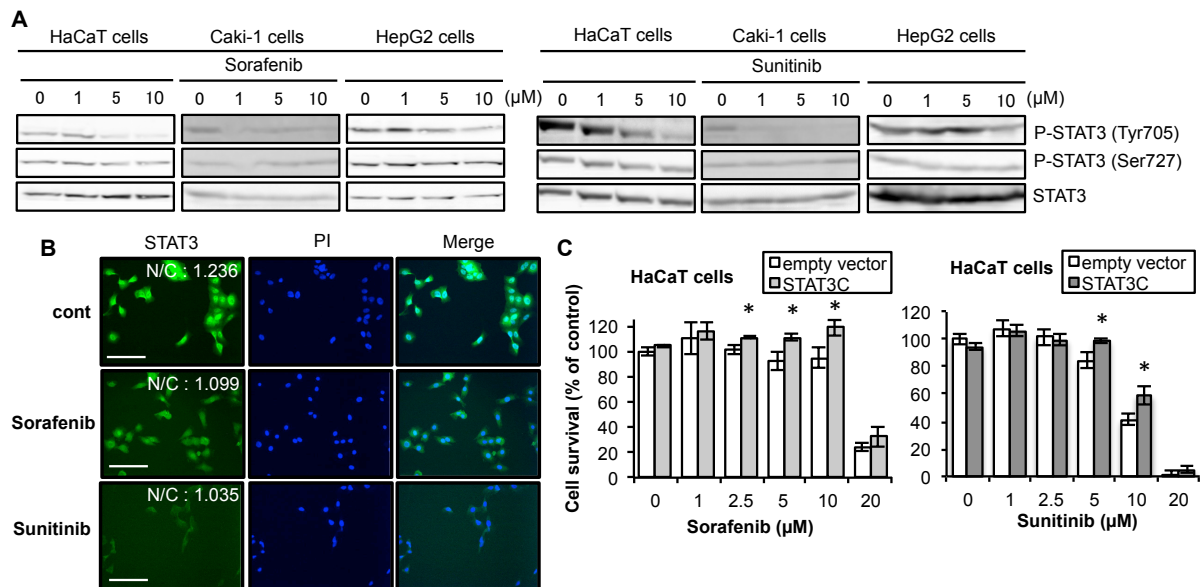 A
HaCaT cells Caki-1 cells HepG2 cells
Sorafenib
0 1 5 10 0 1 5 10 0 1 5 10 (μM)
HaCaT cells Caki-1 cells HepG2 cells
Sunitinib
0 1 5 10 0 1 5 10 0 1 5 10 (μM)
P-STAT3 (Tyr705)
P-STAT3 (Ser727)
STAT3
B
STAT3 PI Merge
cont
N/C : 1.236
Sorafenib
N/C : 1.099
Sunitinib
N/C : 1.035
C
HaCaT cells
empty vector
STAT3C
Cell survival (% of control)
120
100
80
60
40
20
0
* * *
0 1 2.5 5 10 20
Sorafenib (μM)
HaCaT cells
empty vector
STAT3C
120
100
80
60
40
20
0
* *
0 1 2.5 5 10 20
Sunitinib (μM)